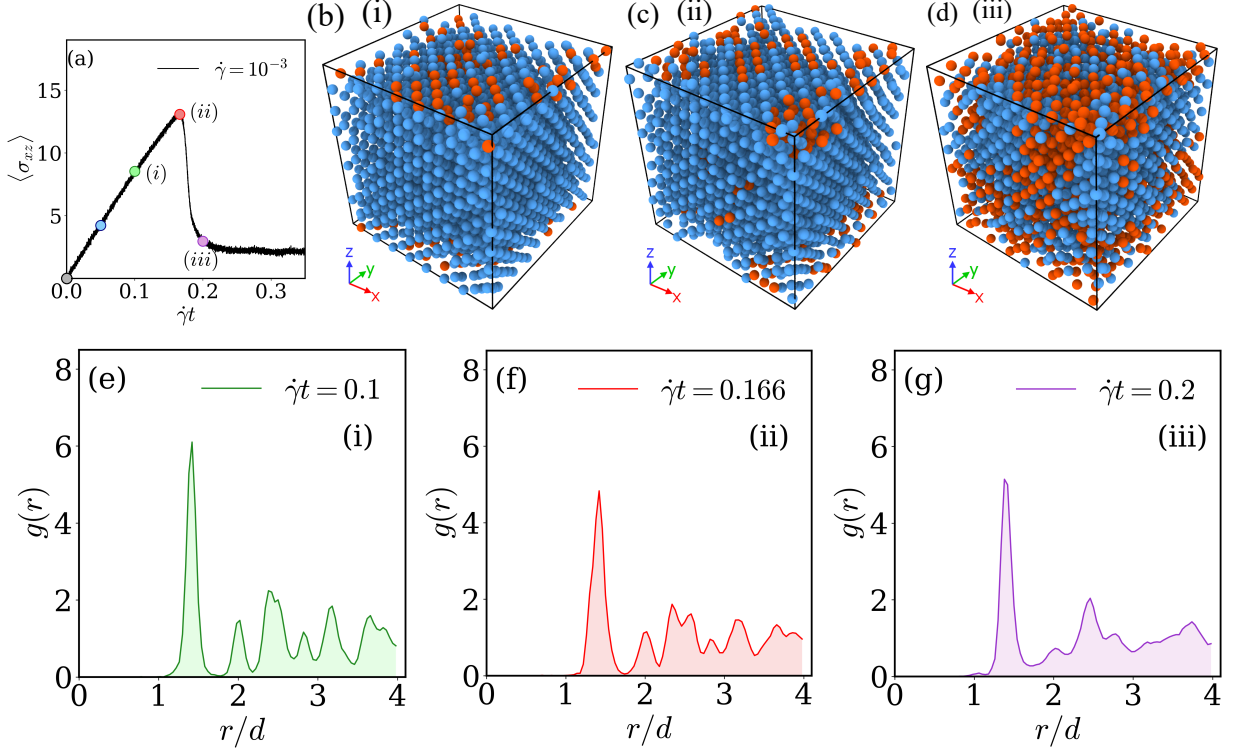 (a)
γ̇ = 10⁻³
15
10
5
0
⟨σxz⟩
(i)
(ii)
(iii)
0.0 0.1 0.2 0.3
γ̇t
(b) (i)
z
y
x
(c) (ii)
z
y
x
(d) (iii)
z
y
x
(e)
γ̇t = 0.1
(i)
8
6
4
2
0
g(r)
0 1 2 3 4
r/d
(f)
γ̇t = 0.166
(ii)
8
6
4
2
0
g(r)
0 1 2 3 4
r/d
(g)
γ̇t = 0.2
(iii)
8
6
4
2
0
g(r)
0 1 2 3 4
r/d